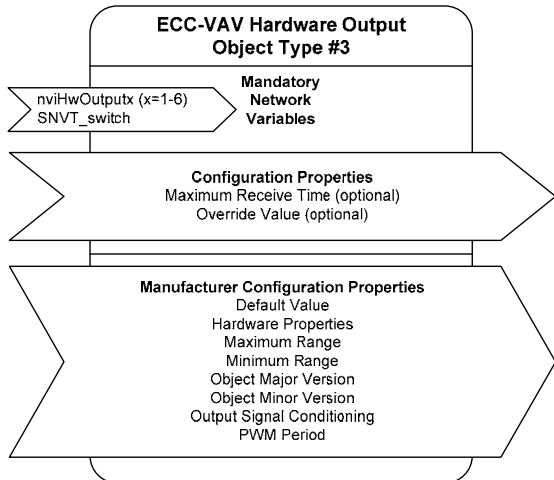 ECC-VAV Hardware Output
Object Type #3
Mandatory
Network
Variables
nviHwOutputx (x=1-6)
SNVT_switch
Configuration Properties
Maximum Receive Time (optional)
Override Value (optional)
Manufacturer Configuration Properties
Default Value
Hardware Properties
Maximum Range
Minimum Range
Object Major Version
Object Minor Version
Output Signal Conditioning
PWM Period